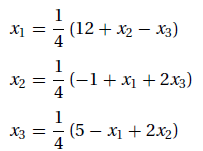 x₁ = 1/4 (12 + x₂ − x₃)
x₂ = 1/4 (−1 + x₁ + 2x₃)
x₃ = 1/4 (5 − x₁ + 2x₂)